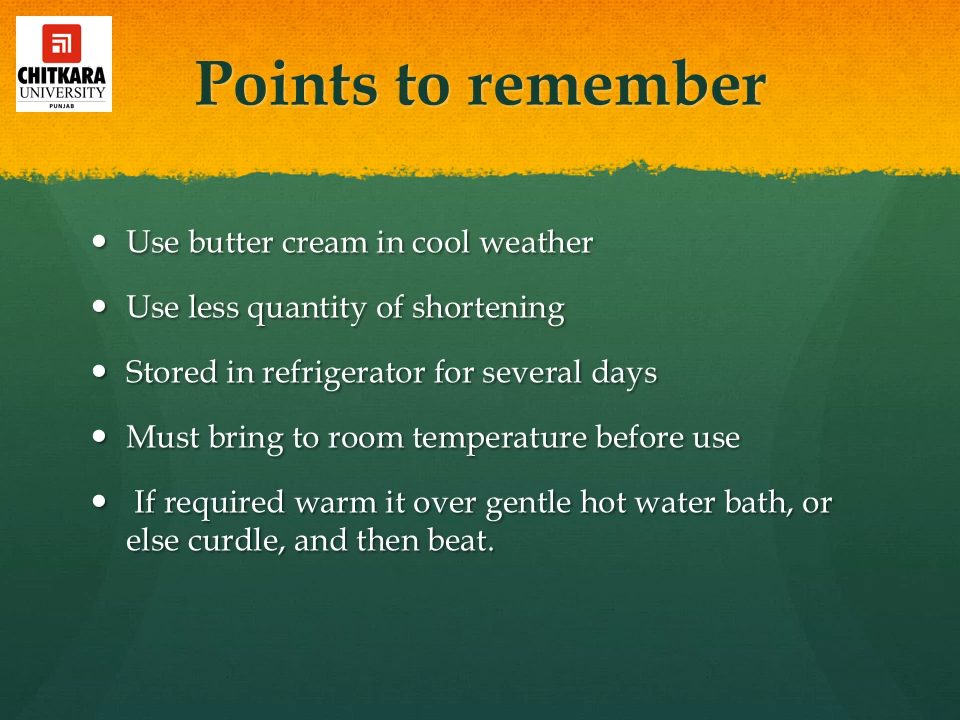 CHITKARA
UNIVERSITY
PUNJAB
Points to remember
• Use butter cream in cool weather
• Use less quantity of shortening
• Stored in refrigerator for several days
• Must bring to room temperature before use
• If required warm it over gentle hot water bath, or
else curdle, and then beat.